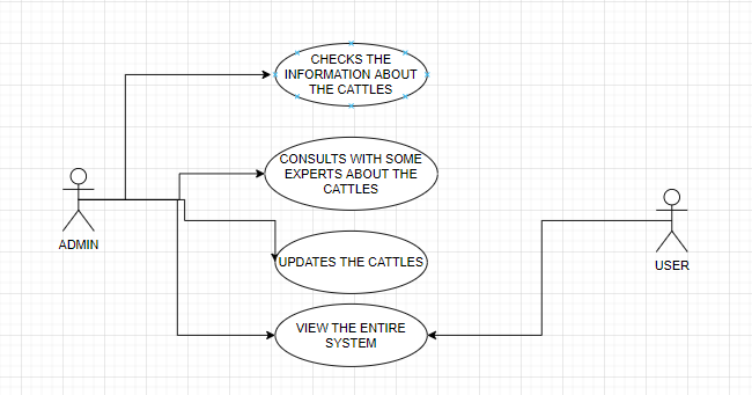 CHECKS THE
INFORMATION ABOUT
THE CATTLES
CONSULTS WITH SOME
EXPERTS ABOUT THE
CATTLES
ADMIN
UPDATES THE CATTLES
USER
VIEW THE ENTIRE
SYSTEM